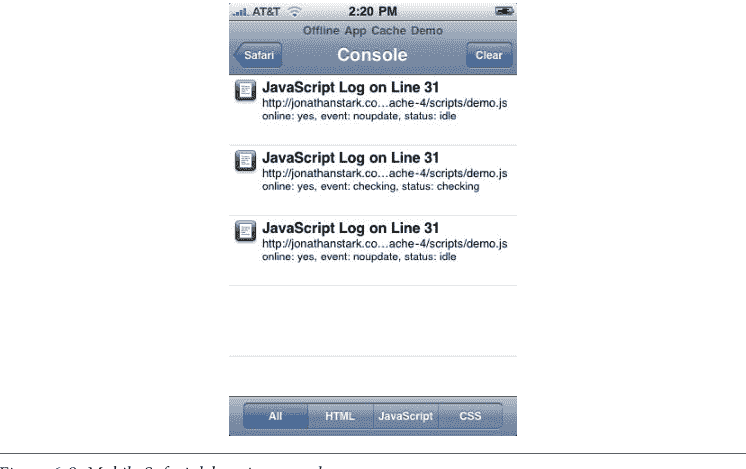 AT&T 2:20 PM
Offline App Cache Demo
Safari Console Clear
JavaScript Log on Line 31
http://jonathanstark.co...ache-4/scripts/demo.js
online: yes, event: noupdate, status: idle
JavaScript Log on Line 31
http://jonathanstark.co...ache-4/scripts/demo.js
online: yes, event: checking, status: checking
JavaScript Log on Line 31
http://jonathanstark.co...ache-4/scripts/demo.js
online: yes, event: noupdate, status: idle
All HTML JavaScript CSS